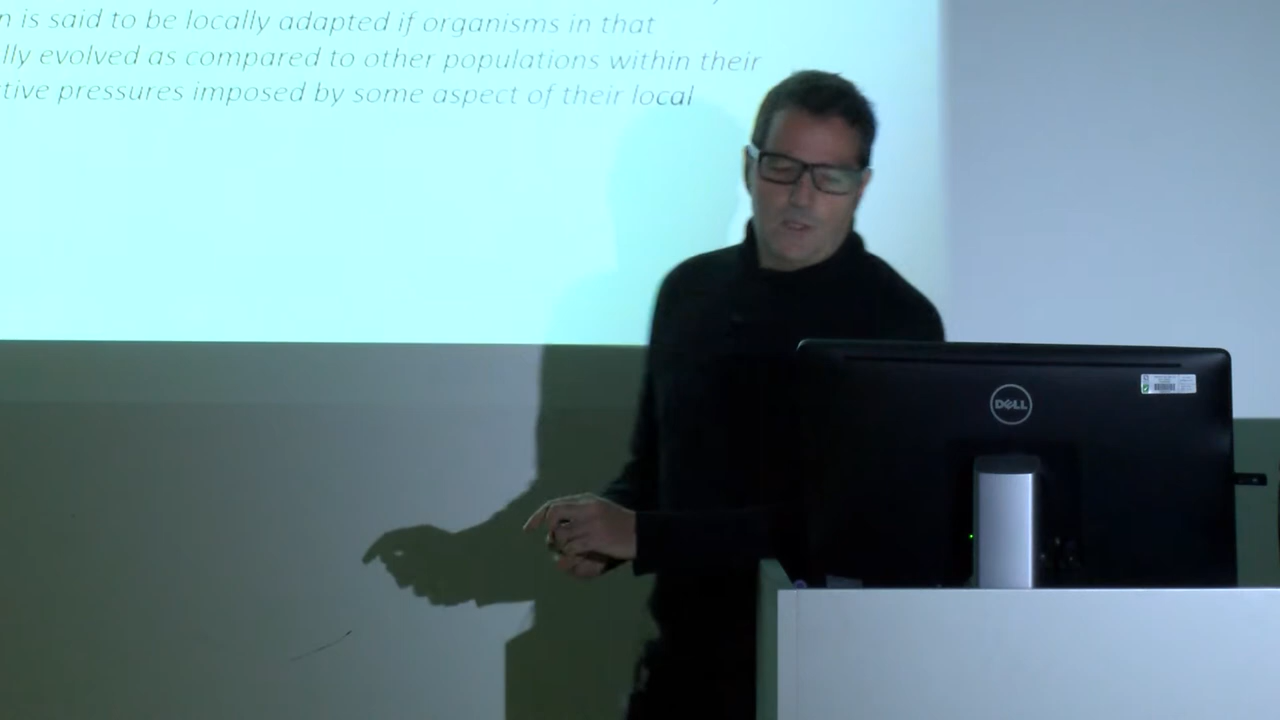 n is said to be locally adapted if organisms in that
lly evolved as compared to other populations within their
ctive pressures imposed by some aspect of their local
DELL